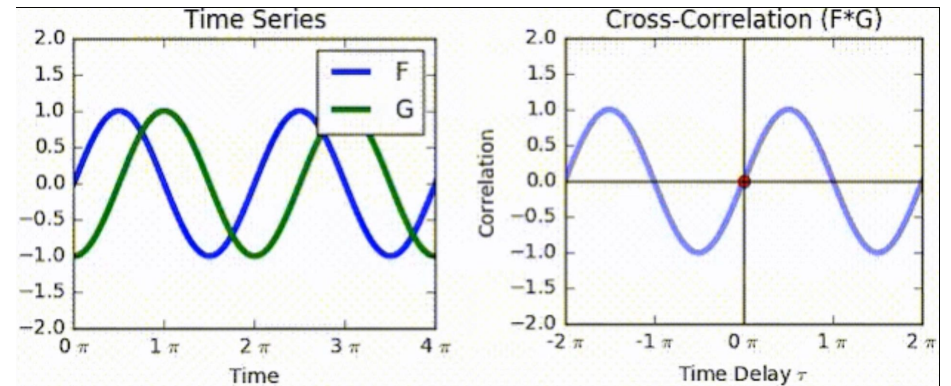 Time Series
2.0
1.5
1.0
0.5
0.0
−0.5
−1.0
−1.5
−2.0
F
G
0 π 1 π 2 π 3 π 4 π
Time
Cross-Correlation (F*G)
Correlation
2.0
1.5
1.0
0.5
0.0
−0.5
−1.0
−1.5
−2.0
-2 π -1 π 0 π 1 π 2 π
Time Delay τ